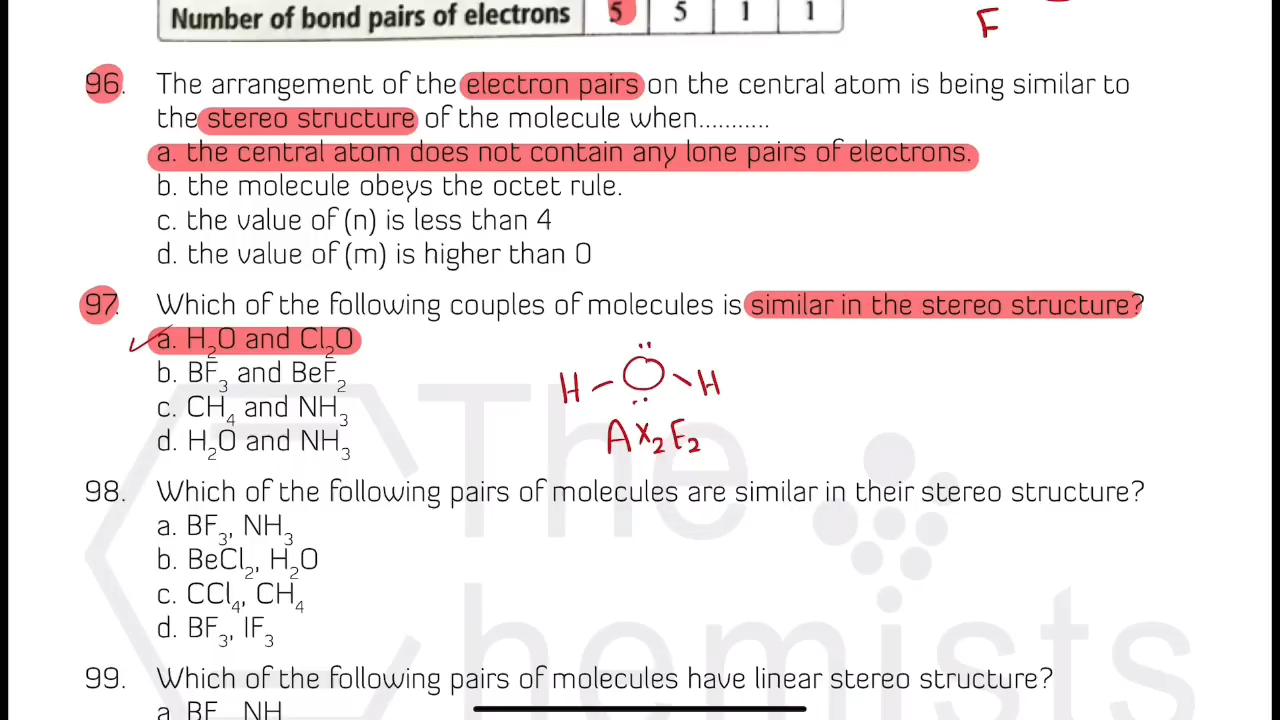 Number of bond pairs of electrons 5 5 1 1
F
96. The arrangement of the electron pairs on the central atom is being similar to
the stereo structure of the molecule when...........
a. the central atom does not contain any lone pairs of electrons.
b. the molecule obeys the octet rule.
c. the value of (n) is less than 4
d. the value of (m) is higher than 0
97. Which of the following couples of molecules is similar in the stereo structure?
a. H₂O and Cl₂O
b. BF₃ and BeF₂
c. CH₄ and NH₃
d. H₂O and NH₃
H – O – H
AX₂E₂
98. Which of the following pairs of molecules are similar in their stereo structure?
a. BF₃, NH₃
b. BeCl₂, H₂O
c. CCl₄, CH₄
d. BF₃, IF₃
99. Which of the following pairs of molecules have linear stereo structure?
a. BF NH
The
hemists